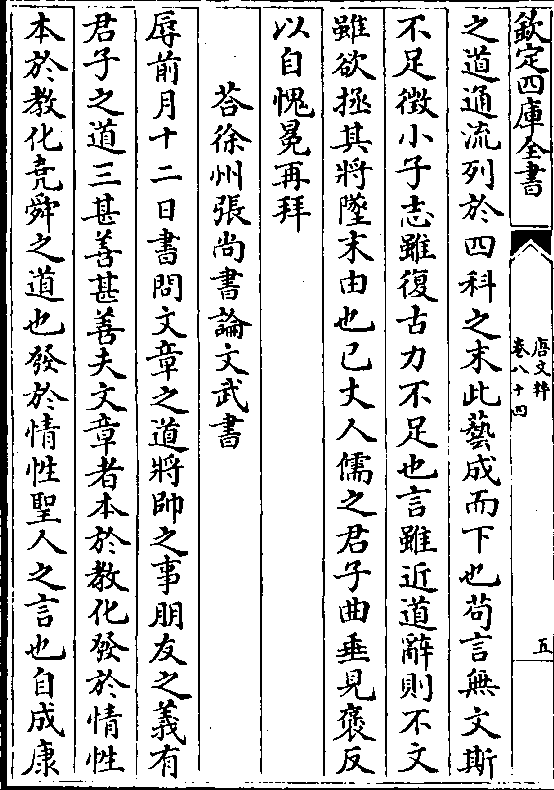 欽定四庫全書
唐文粹
卷八十四
五
之道通流列於四科之末此藝成而下也苟言無文斯
不足徵小子志雖復古力不足也言雖近道辭則不文
雖欲拯其將墜末由也已丈人儒之君子曲垂見褒反
以自愧冕再拜
荅徐州張尚書論文武書
辱前月十二日書問文章之道將帥之事朋友之義有
君子之道三甚善甚善夫文章者本於教化發於情性
本於教化堯舜之道也發於情性聖人之言也自成康